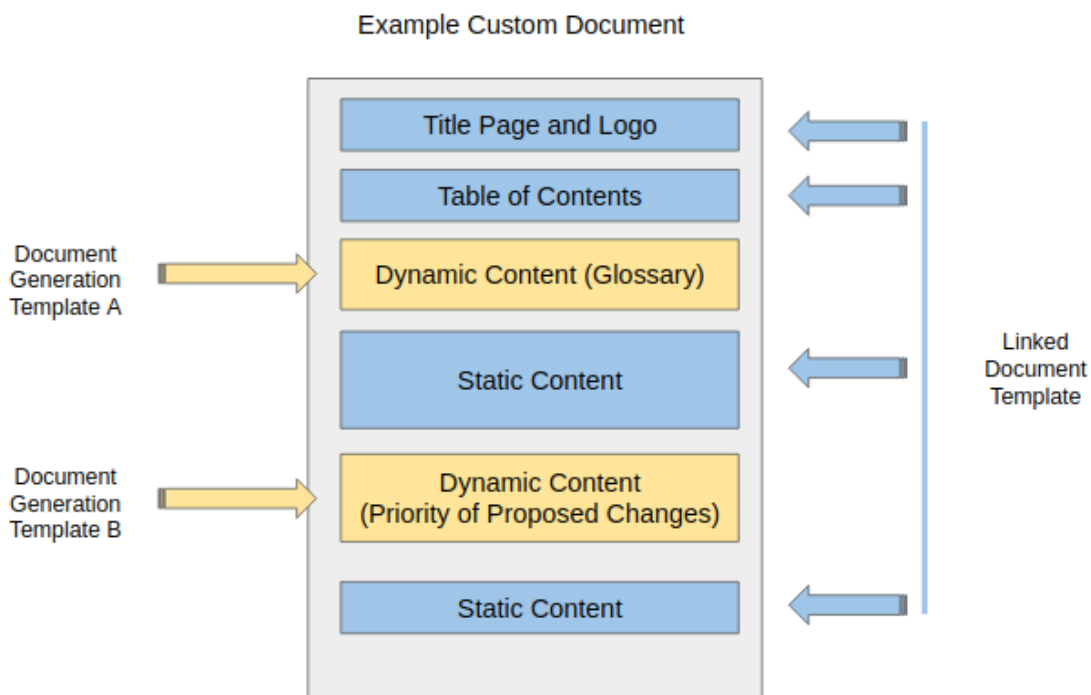 Example Custom Document
Title Page and Logo
Table of Contents
Document
Generation
Template A
Dynamic Content (Glossary)
Static Content
Linked
Document
Template
Document
Generation
Template B
Dynamic Content
(Priority of Proposed Changes)
Static Content